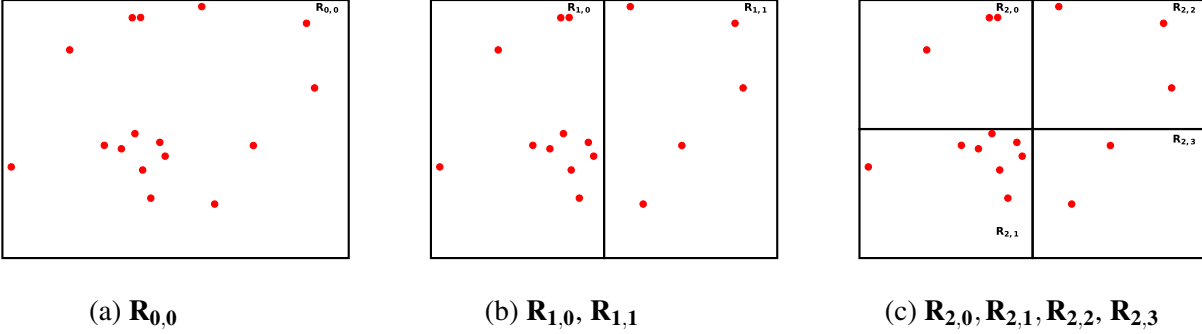 R0,0
R1,0
R1,1
R2,0
R2,2
R2,3
R2,1
(a) R0,0
(b) R1,0, R1,1
(c) R2,0, R2,1, R2,2, R2,3